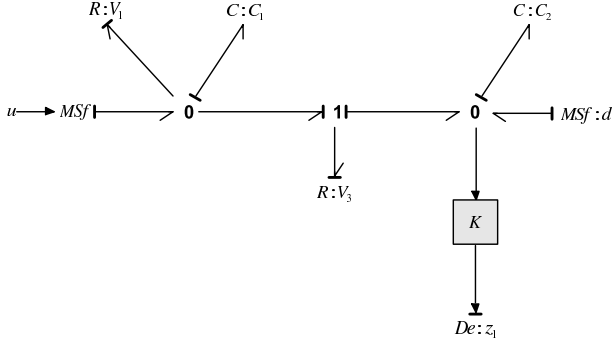 R:V₁
C:C₁
C:C₂
u
MSf
0
1
0
MSf:d
R:V₃
K
De:z₁